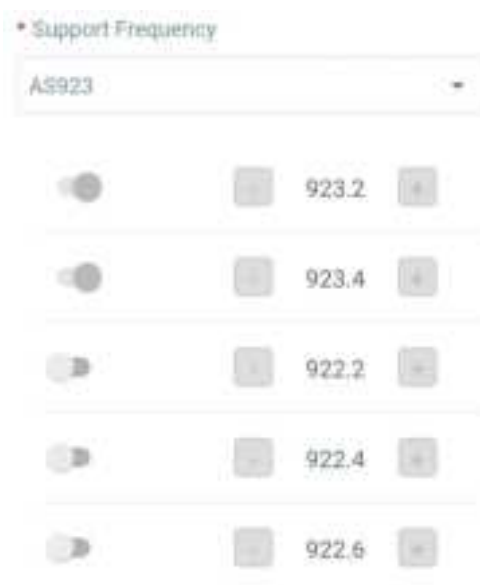 * Support Frequency
AS923
- 923.2 +
- 923.4 +
- 922.2 +
- 922.4 +
- 922.6 +